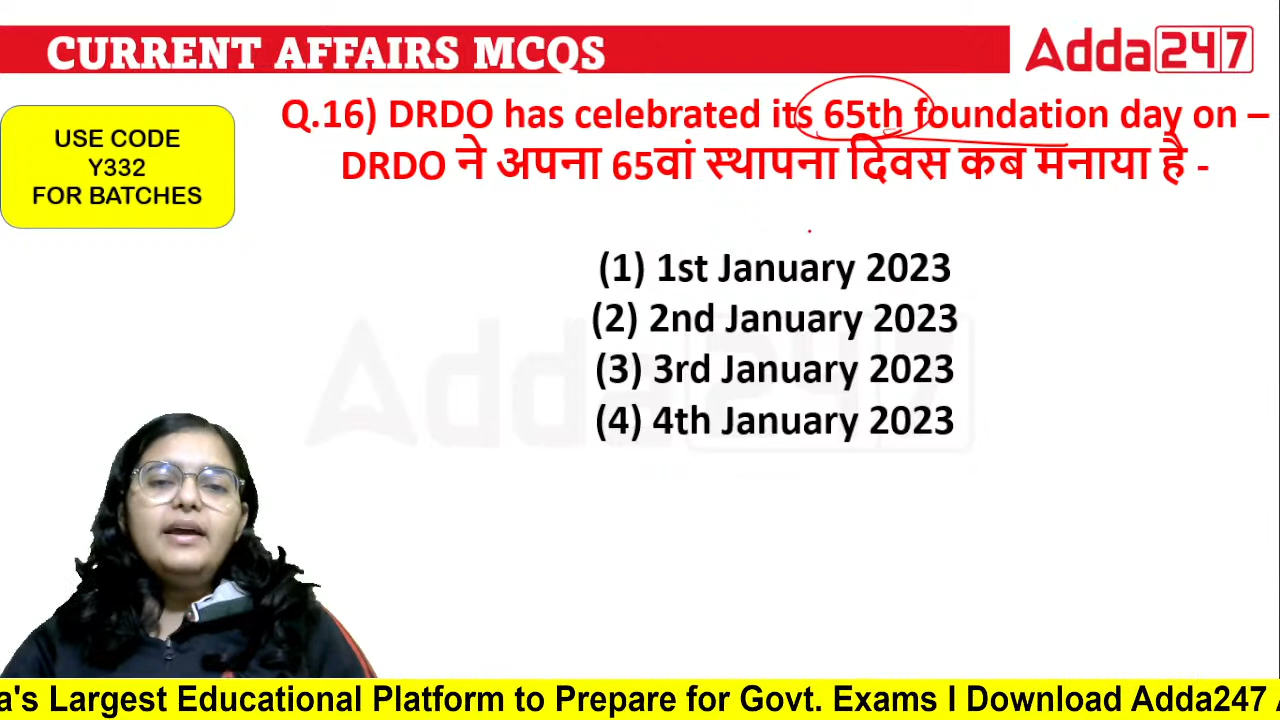 CURRENT AFFAIRS MCQS
Adda247
USE CODE
Y332
FOR BATCHES
Q.16) DRDO has celebrated its 65th foundation day on –
DRDO ने अपना 65वां स्थापना दिवस कब मनाया है -
(1) 1st January 2023
(2) 2nd January 2023
(3) 3rd January 2023
(4) 4th January 2023
Adda247
a's Largest Educational Platform to Prepare for Govt. Exams I Download Adda247